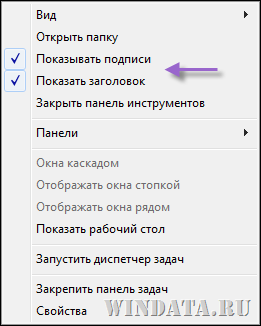 Вид
Открыть папку
Показывать подписи
Показать заголовок
Закрыть панель инструментов
Панели
Окна каскадом
Отображать окна стопкой
Отображать окна рядом
Показать рабочий стол
Запустить диспетчер задач
Закрепить панель задач
Свойства
WINDATA.RU